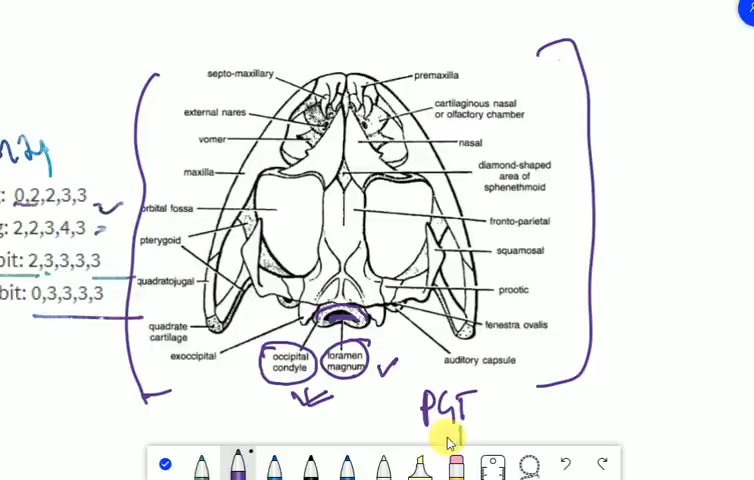 septo-maxillary
premaxilla
external nares
cartilaginous nasal
or olfactory chamber
vomer
nasal
maxilla
diamond-shaped
area of
sphenethmoid
: 0,2,2,3,3
orbital fossa
fronto-parietal
g: 2,2,3,4,3
pterygoid
squamosal
bit: 2,3,3,3,3
quadratojugal
prootic
bit: 0,3,3,3,3
quadrate
cartilage
fenestra ovalis
exoccipital
occipital
condyle
foramen
magnum
auditory capsule
PGT